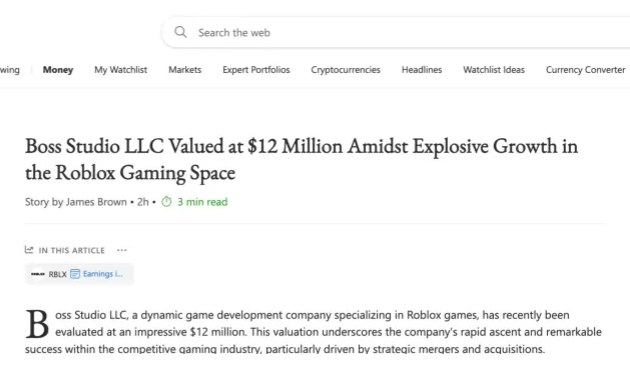 Search the web
wing Money My Watchlist Markets Expert Portfolios Cryptocurrencies Headlines Watchlist Ideas Currency Converter
Boss Studio LLC Valued at $12 Million Amidst Explosive Growth in
the Roblox Gaming Space
Story by James Brown • 2h • 3 min read
IN THIS ARTICLE ...
RBLX Earnings i...
Boss Studio LLC, a dynamic game development company specializing in Roblox games, has recently been
evaluated at an impressive $12 million. This valuation underscores the company's rapid ascent and remarkable
success within the competitive gaming industry, particularly driven by strategic mergers and acquisitions.